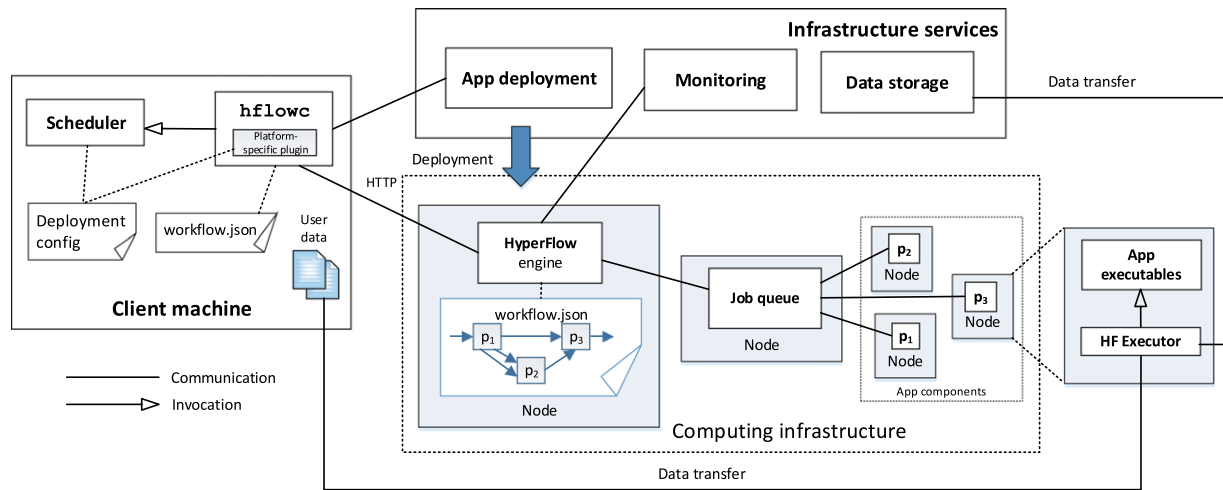 Infrastructure services
App deployment
Monitoring
Data storage
Data transfer
Scheduler
hflowc
Platform-
specific plugin
Deployment
HTTP
Deployment
config
workflow.json
User
data
Client machine
HyperFlow
engine
workflow.json
p1
p3
p2
Node
Job queue
Node
p2
Node
p3
Node
p1
Node
App components
App
executables
HF Executor
Communication
Invocation
Computing infrastructure
Data transfer